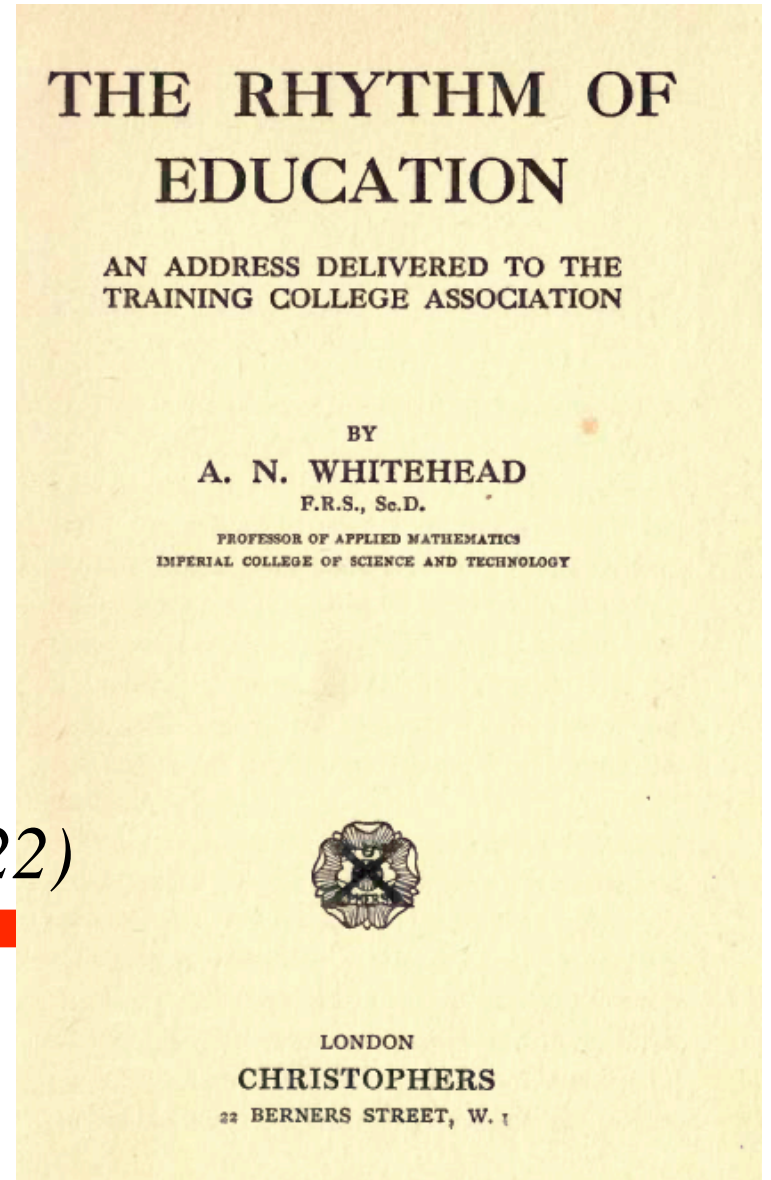 THE RHYTHM OF
EDUCATION
AN ADDRESS DELIVERED TO THE
TRAINING COLLEGE ASSOCIATION
BY
A. N. WHITEHEAD
F.R.S., Sc.D.
PROFESSOR OF APPLIED MATHEMATICS
IMPERIAL COLLEGE OF SCIENCE AND TECHNOLOGY
22)
LONDON
CHRISTOPHERS
22 BERNERS STREET, W. 1